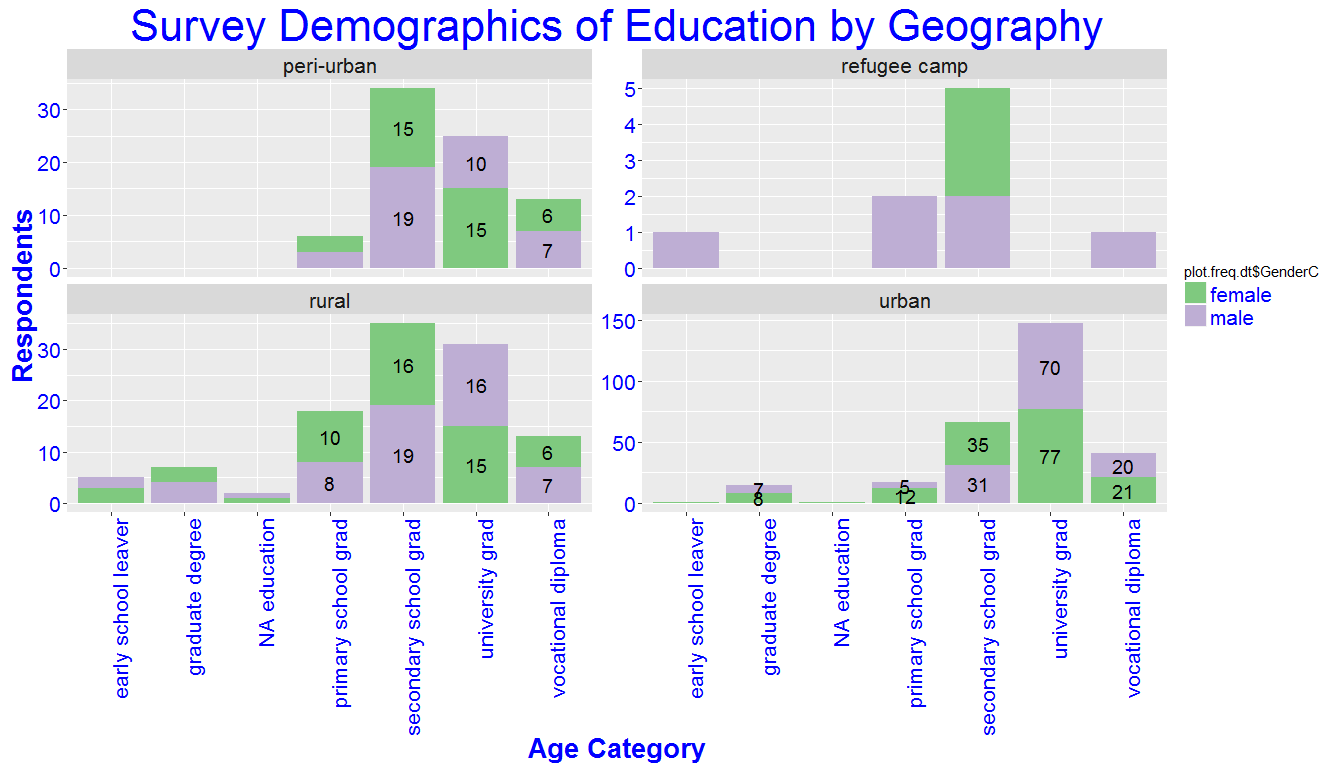 Survey Demographics of Education by Geography
peri-urban
refugee camp
30
20
10
0
15
19
10
15
6
7
5
4
3
2
1
0
Respondents
rural
urban
30
20
10
0
10
8
16
19
16
15
6
7
150
100
50
0
7
8
5
12
35
31
70
77
20
21
plot.freq.dt$GenderC
female
male
early school leaver
graduate degree
NA education
primary school grad
secondary school grad
university grad
vocational diploma
early school leaver
graduate degree
NA education
primary school grad
secondary school grad
university grad
vocational diploma
Age Category